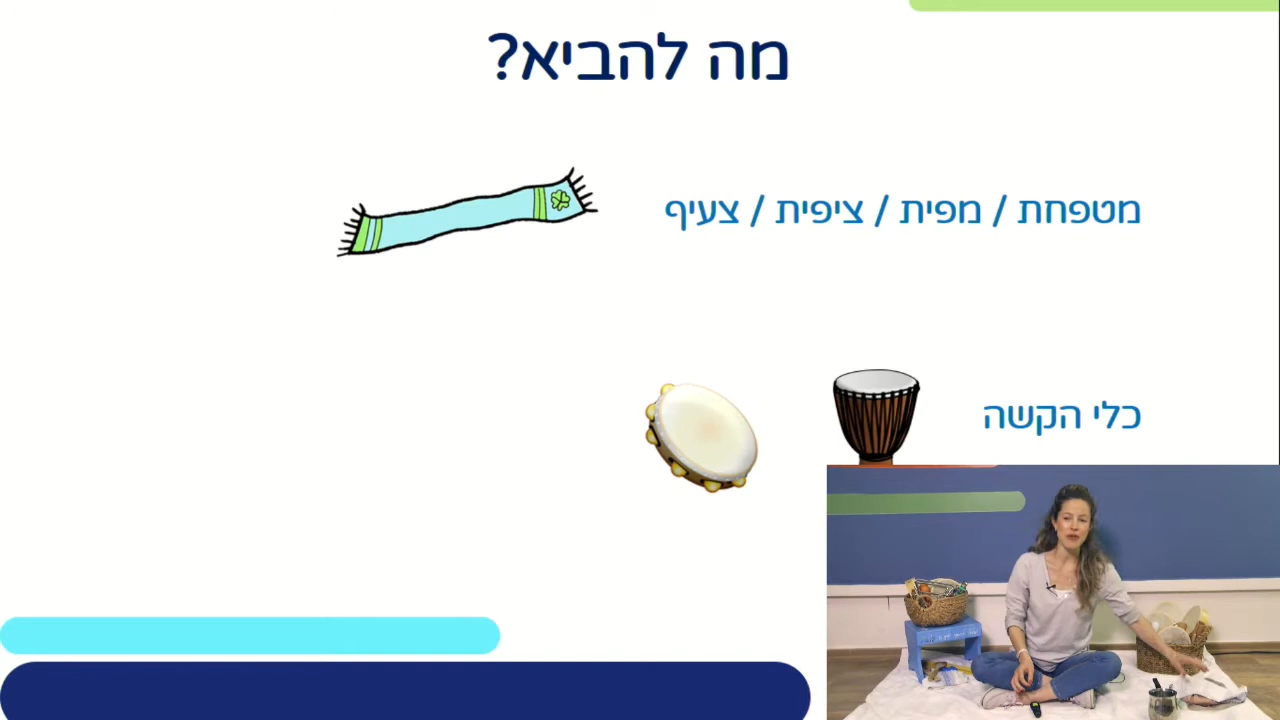 מה להביא?
מטפחת / מפית / ציפית / צעיף
כלי הקשה